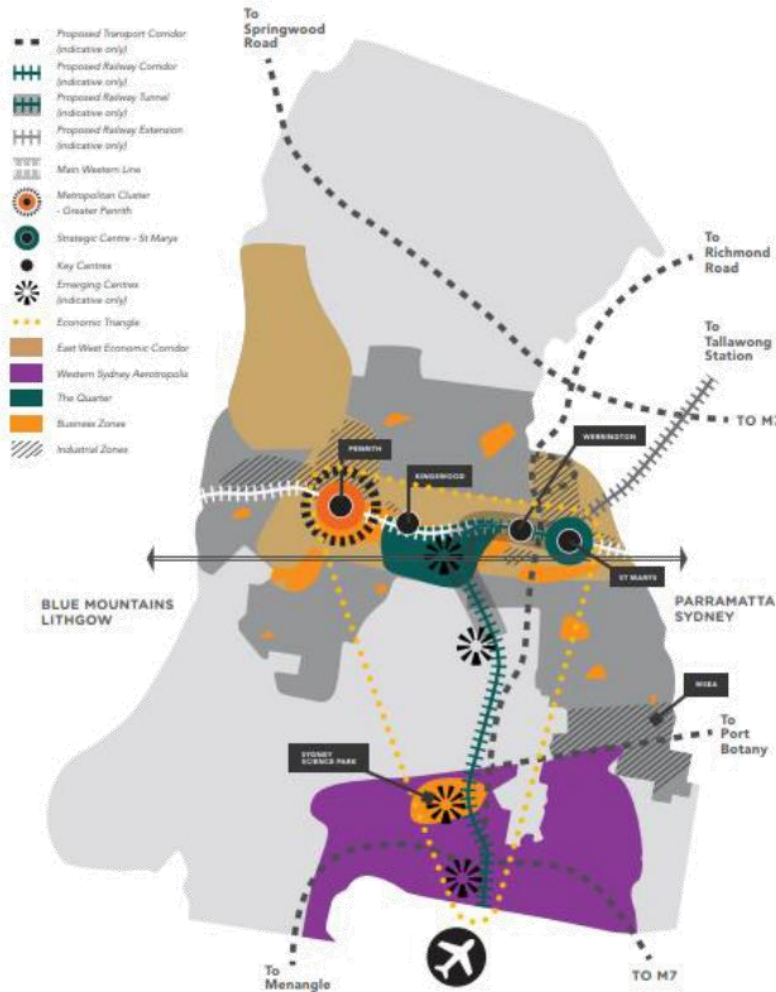 Proposed Transport Corridor
(indicative only)
Proposed Railway Corridor
(indicative only)
Proposed Railway Tunnel
(indicative only)
Proposed Railway Extension
(indicative only)
Main Western Line
Metropolitan Cluster
- Greater Penrith
Strategic Centre - St Marys
Key Centres
Emerging Centres
(indicative only)
Economic Triangle
East West Economic Corridor
Western Sydney Aerotropolis
The Quarter
Business Zones
Industrial Zones
To
Springwood
Road
To
Richmond
Road
To
Tallawong
Station
TO M7
WERRINGTON
PENRITH
KINGSWOOD
ST MARYS
BLUE MOUNTAINS
LITHGOW
PARRAMATTA
SYDNEY
WSEA
To
Port
Botany
SYDNEY
SCIENCE PARK
To
Menangle
TO M7